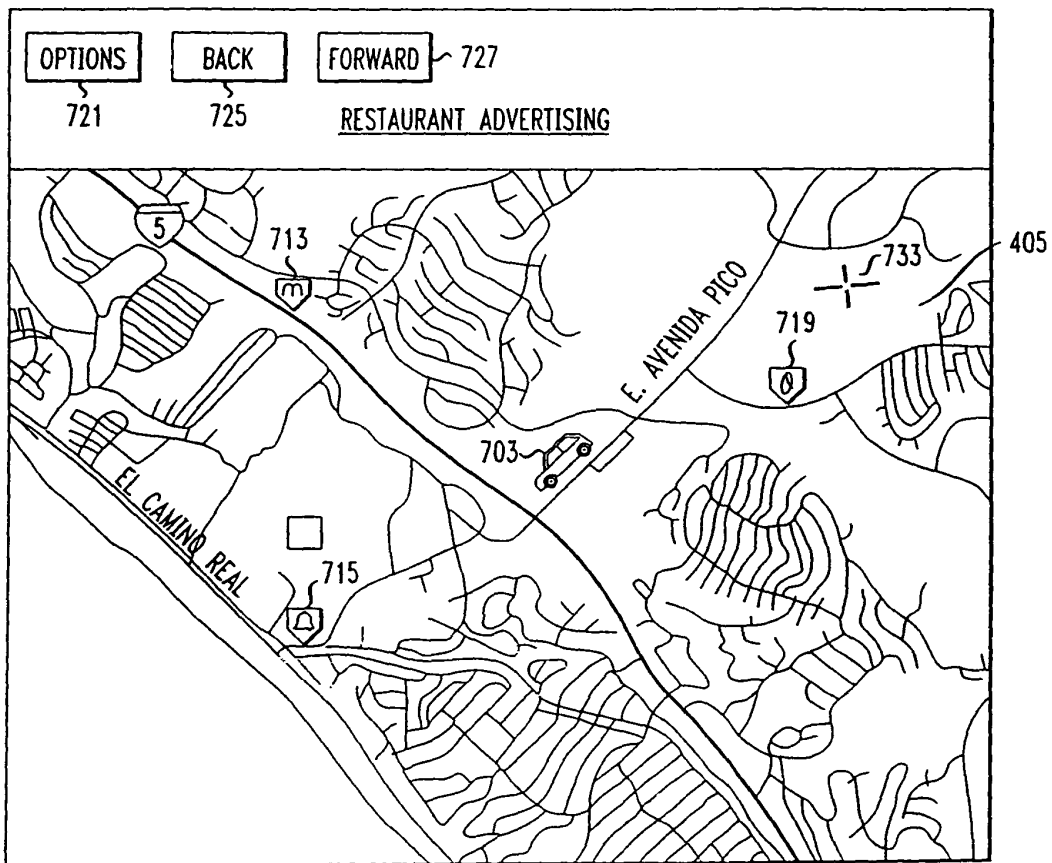 OPTIONS BACK FORWARD 727
721 725 RESTAURANT ADVERTISING
5
713
733
405
E. AVENIDA PICO
719
703
EL CAMINO REAL
715